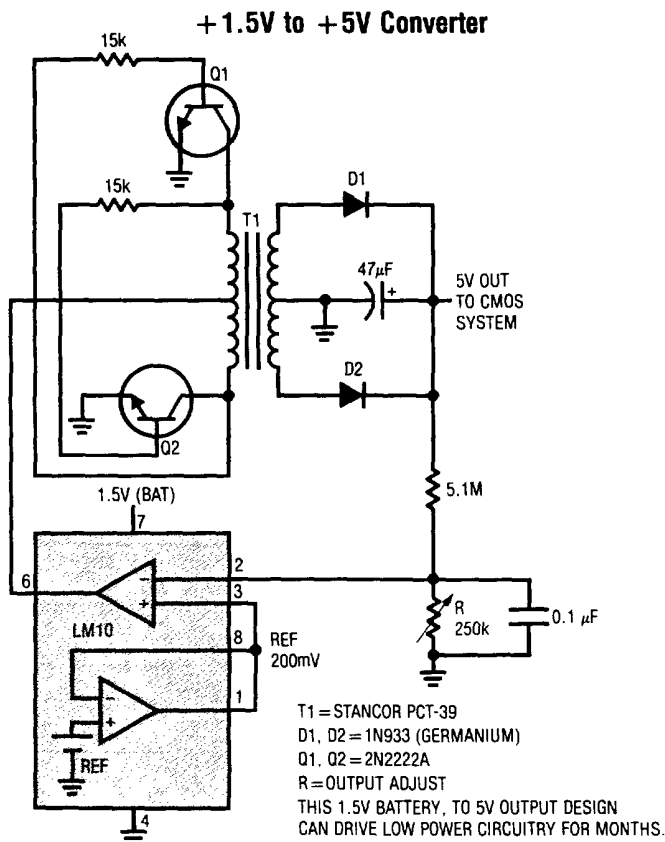 +1.5V to +5V Converter
15k
Q1
15k
T1
D1
47μF
+
5V OUT
TO CMOS
SYSTEM
D2
Q2
1.5V (BAT)
7
5.1M
6
2
−
+
3
R
250k
0.1 μF
LM10
8
REF
200mV
−
+
1
REF
4
T1=STANCOR PCT-39
D1, D2=1N933 (GERMANIUM)
Q1, Q2=2N2222A
R=OUTPUT ADJUST
THIS 1.5V BATTERY, TO 5V OUTPUT DESIGN
CAN DRIVE LOW POWER CIRCUITRY FOR MONTHS.